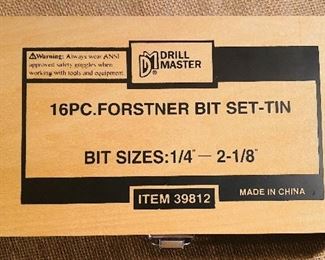 ⚠Warning: Always wear ANSI
approved safety goggles when
working with tools and equipment.
DM® DRILL
MASTER
16PC.FORSTNER BIT SET-TIN
BIT SIZES:1/4" — 2-1/8"
ITEM 39812
MADE IN CHINA